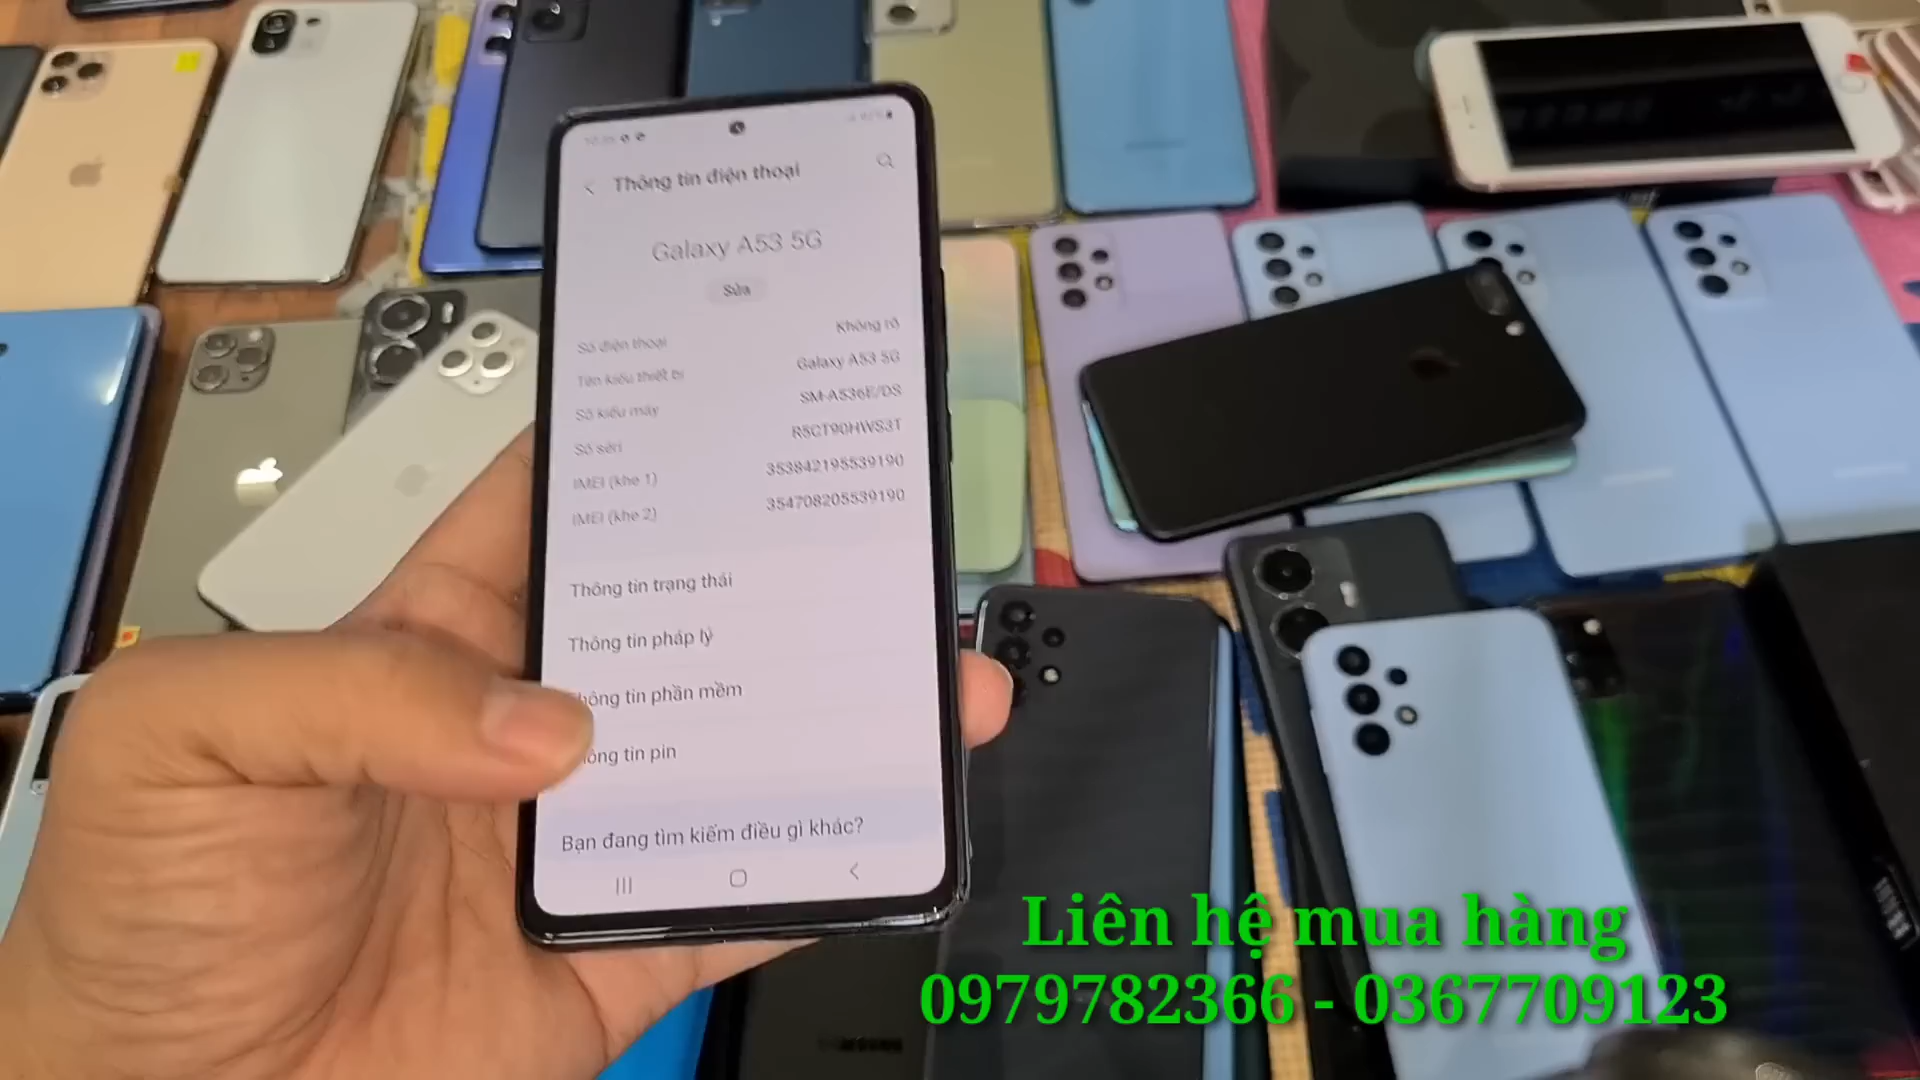 Thông tin điện thoại
Galaxy A53 5G
Sửa
Số điện thoại Không rõ
Tên kiểu thiết bị Galaxy A53 5G
Số kiểu máy SM-A536E/DS
Số sêri R5CT90HWS3T
IMEI (khe 1) 353842195539190
IMEI (khe 2) 354708205539190
Thông tin trạng thái
Thông tin pháp lý
hông tin phần mềm
ông tin pin
Bạn đang tìm kiếm điều gì khác?
Liên hệ mua hàng
0979782366 - 0367709123
SAMSUNG